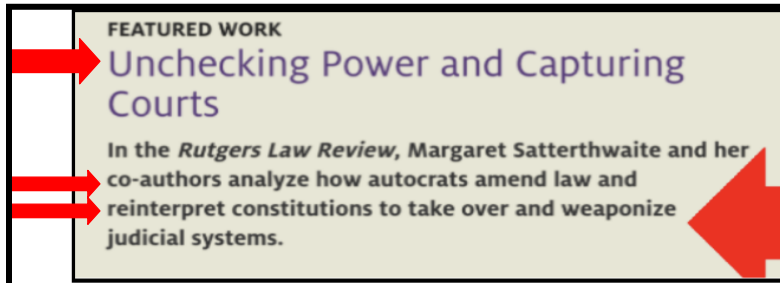 FEATURED WORK
Unchecking Power and Capturing
Courts
In the Rutgers Law Review, Margaret Satterthwaite and her
co-authors analyze how autocrats amend law and
reinterpret constitutions to take over and weaponize
judicial systems.